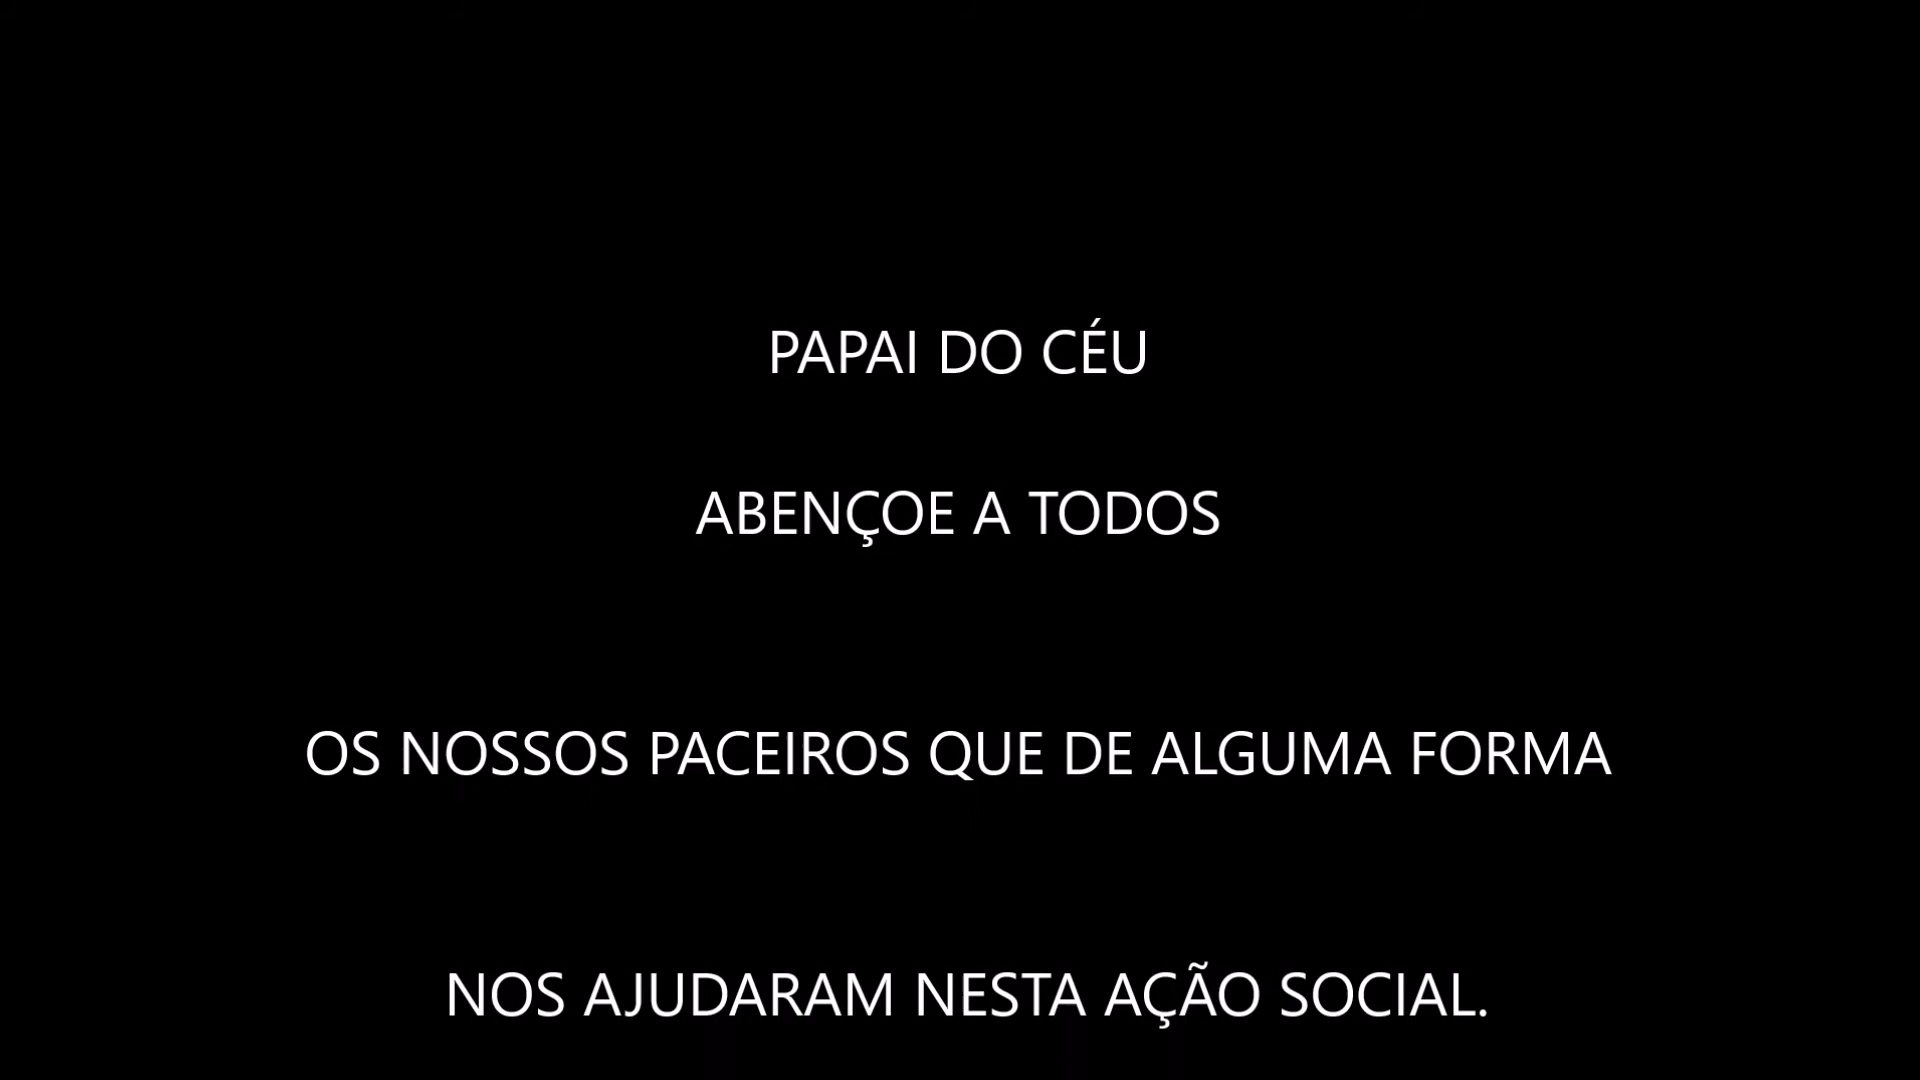 PAPAI DO CÉU
ABENÇOE A TODOS
OS NOSSOS PACEIROS QUE DE ALGUMA FORMA
NOS AJUDARAM NESTA AÇÃO SOCIAL.